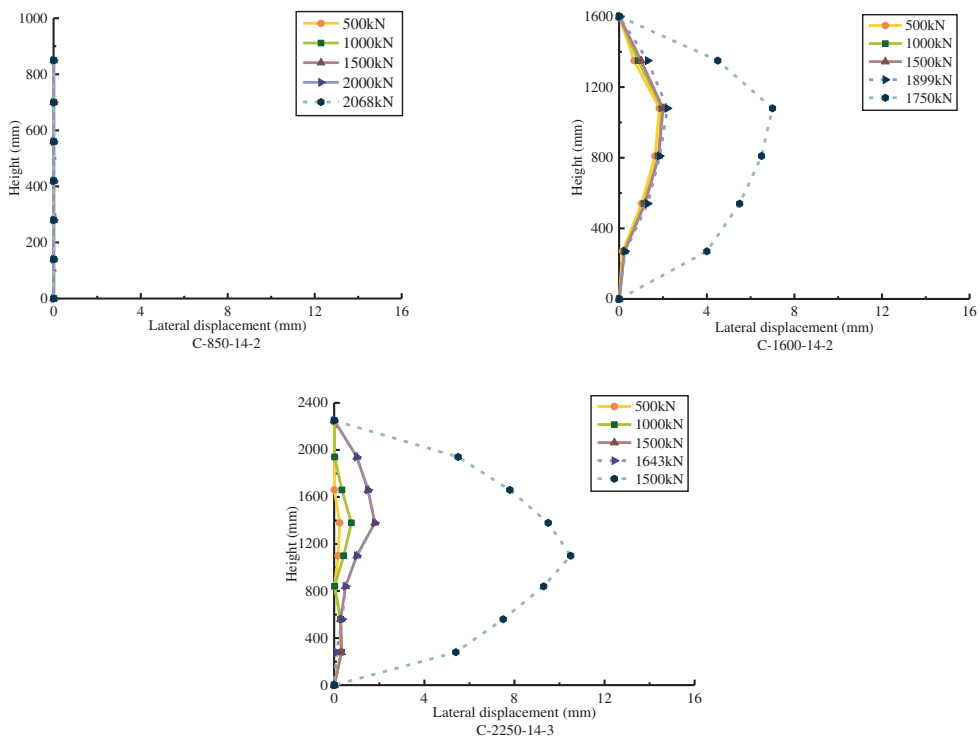 1000
800
600
400
200
0
Height (mm)
500kN
1000kN
1500kN
2000kN
2068kN
0 4 8 12 16
Lateral displacement (mm)
C-850-14-2
1600
1200
800
400
0
Height (mm)
500kN
1000kN
1500kN
1899kN
1750kN
0 4 8 12 16
Lateral displacement (mm)
C-1600-14-2
2400
2000
1600
1200
800
400
0
Height (mm)
500kN
1000kN
1500kN
1643kN
1500kN
0 4 8 12 16
Lateral displacement (mm)
C-2250-14-3